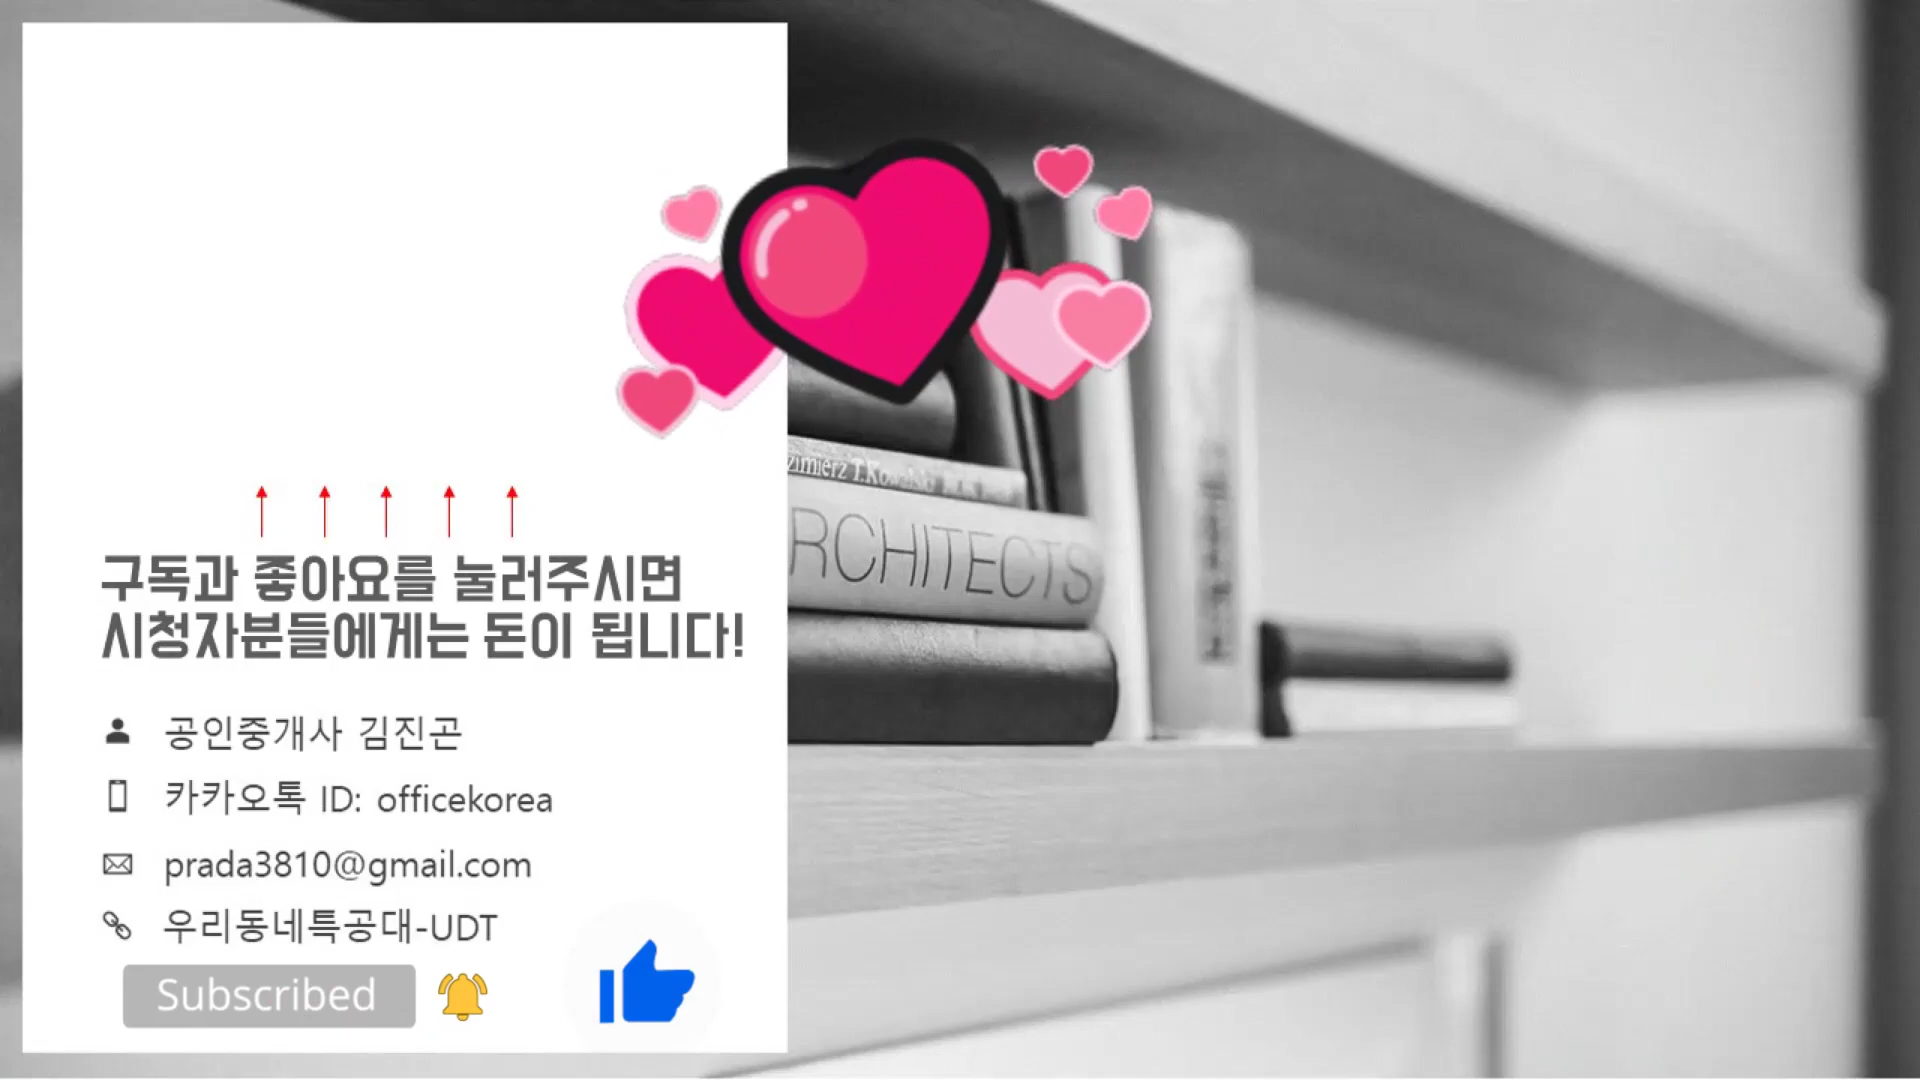 구독과 좋아요를 눌러주시면
시청자분들에게는 돈이 됩니다!
공인중개사 김진곤
카카오톡 ID: officekorea
prada3810@gmail.com
우리동네특공대-UDT
Subscribed
zimierz T.Kowalski
RCHITECTS